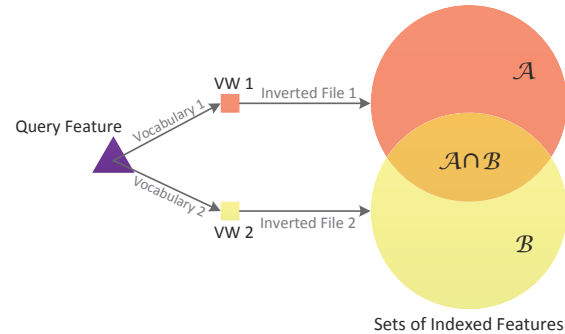 VW 1
Inverted File 1
𝒜
Query Feature
Vocabulary 1
𝒜∩ℬ
Vocabulary 2
VW 2
Inverted File 2
ℬ
Sets of Indexed Features